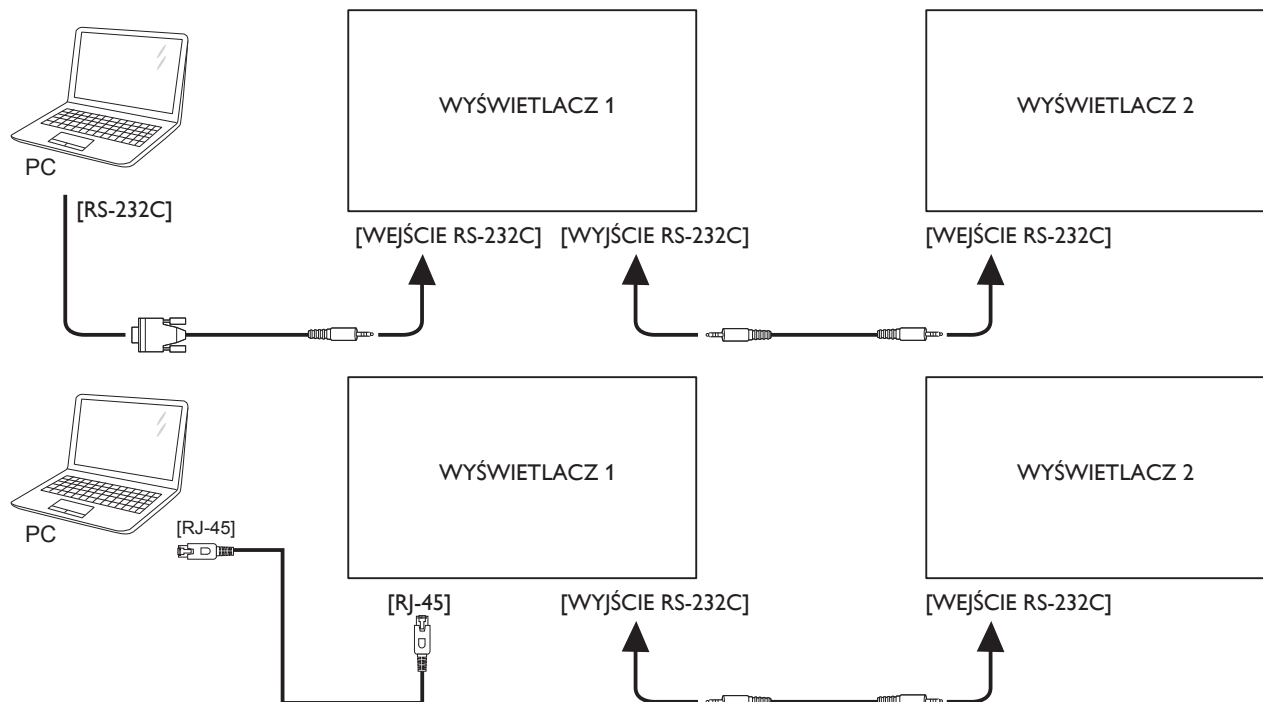 WYŚWIETLACZ 1
WYŚWIETLACZ 2
PC
[RS-232C]
[WEJŚCIE RS-232C]
[WYJŚCIE RS-232C]
[WEJŚCIE RS-232C]
WYŚWIETLACZ 1
WYŚWIETLACZ 2
PC
[RJ-45]
[RJ-45]
[WYJŚCIE RS-232C]
[WEJŚCIE RS-232C]